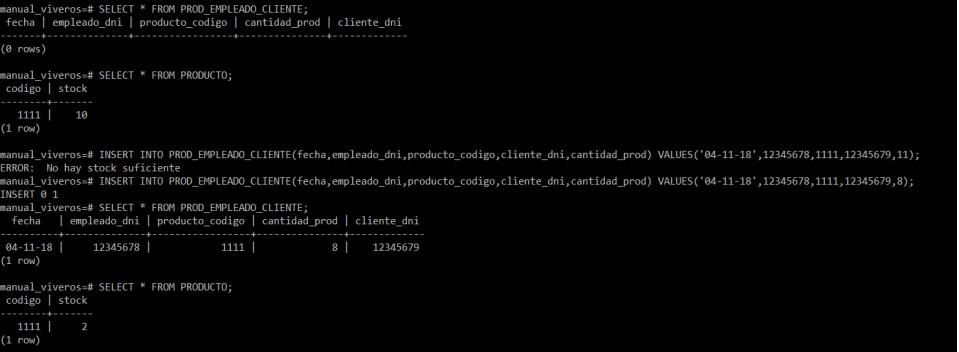 manual_viveros=# SELECT * FROM PROD_EMPLEADO_CLIENTE;
 fecha | empleado_dni | producto_codigo | cantidad_prod | cliente_dni
-------+--------------+-----------------+---------------+-------------
(0 rows)
manual_viveros=# SELECT * FROM PRODUCTO;
 codigo | stock
--------+-------
   1111 |    10
(1 row)
manual_viveros=# INSERT INTO PROD_EMPLEADO_CLIENTE(fecha,empleado_dni,producto_codigo,cliente_dni,cantidad_prod) VALUES('04-11-18',12345678,1111,12345679,11);
ERROR:  No hay stock suficiente
manual_viveros=# INSERT INTO PROD_EMPLEADO_CLIENTE(fecha,empleado_dni,producto_codigo,cliente_dni,cantidad_prod) VALUES('04-11-18',12345678,1111,12345679,8);
INSERT 0 1
manual_viveros=# SELECT * FROM PROD_EMPLEADO_CLIENTE;
  fecha   | empleado_dni | producto_codigo | cantidad_prod | cliente_dni
----------+--------------+-----------------+---------------+-------------
 04-11-18 |     12345678 |            1111 |             8 |    12345679
(1 row)
manual_viveros=# SELECT * FROM PRODUCTO;
 codigo | stock
--------+-------
   1111 |     2
(1 row)